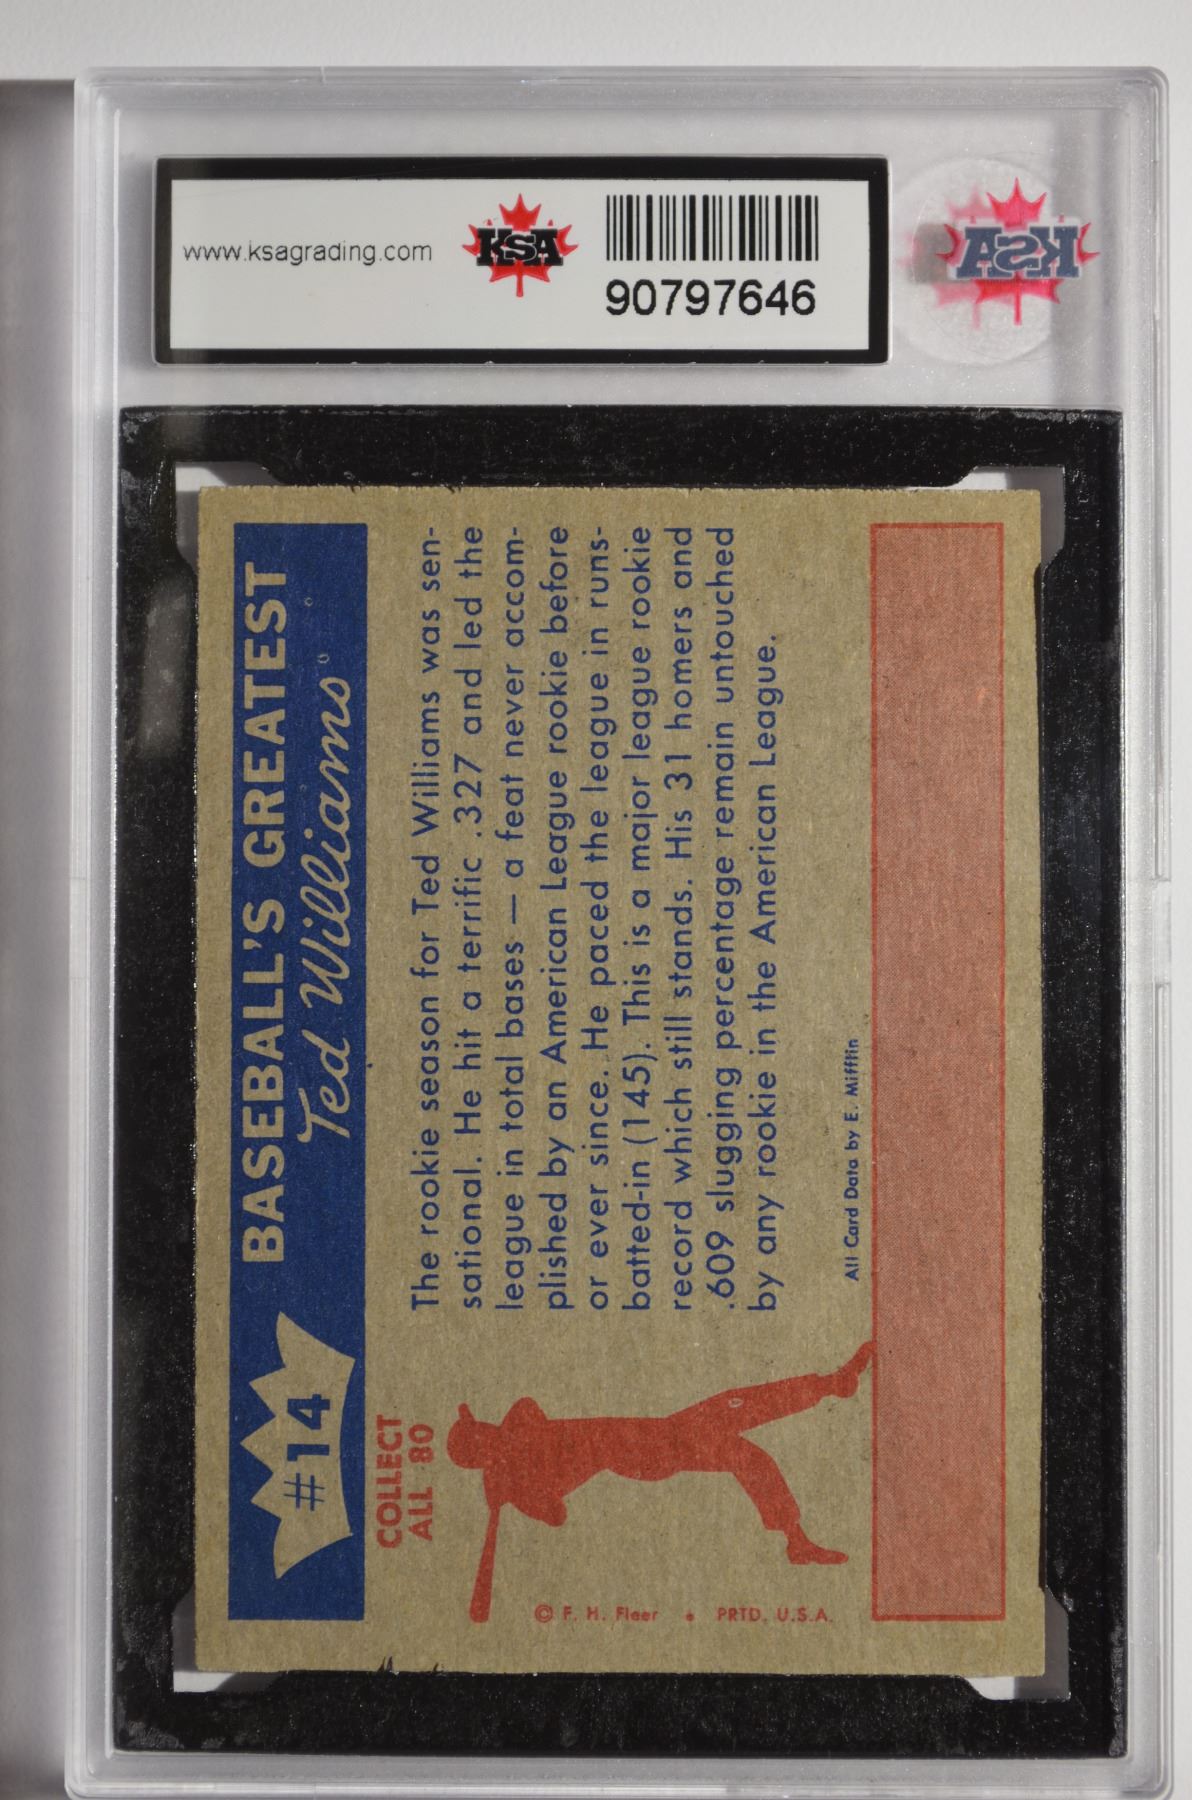 www.ksagrading.com
KSA
90797646
KSA
#14
BASEBALL'S GREATEST
Ted Williams
COLLECT
ALL 80
The rookie season for Ted Williams was sen-
sational. He hit a terrific .327 and led the
league in total bases — a feat never accom-
plished by an American League rookie before
or ever since. He paced the league in runs-
batted-in (145). This is a major league rookie
record which still stands. His 31 homers and
.609 slugging percentage remain untouched
by any rookie in the American League.
All Card Data by E. Mifflin
© F. H. Fleer • PRTD. U.S.A.